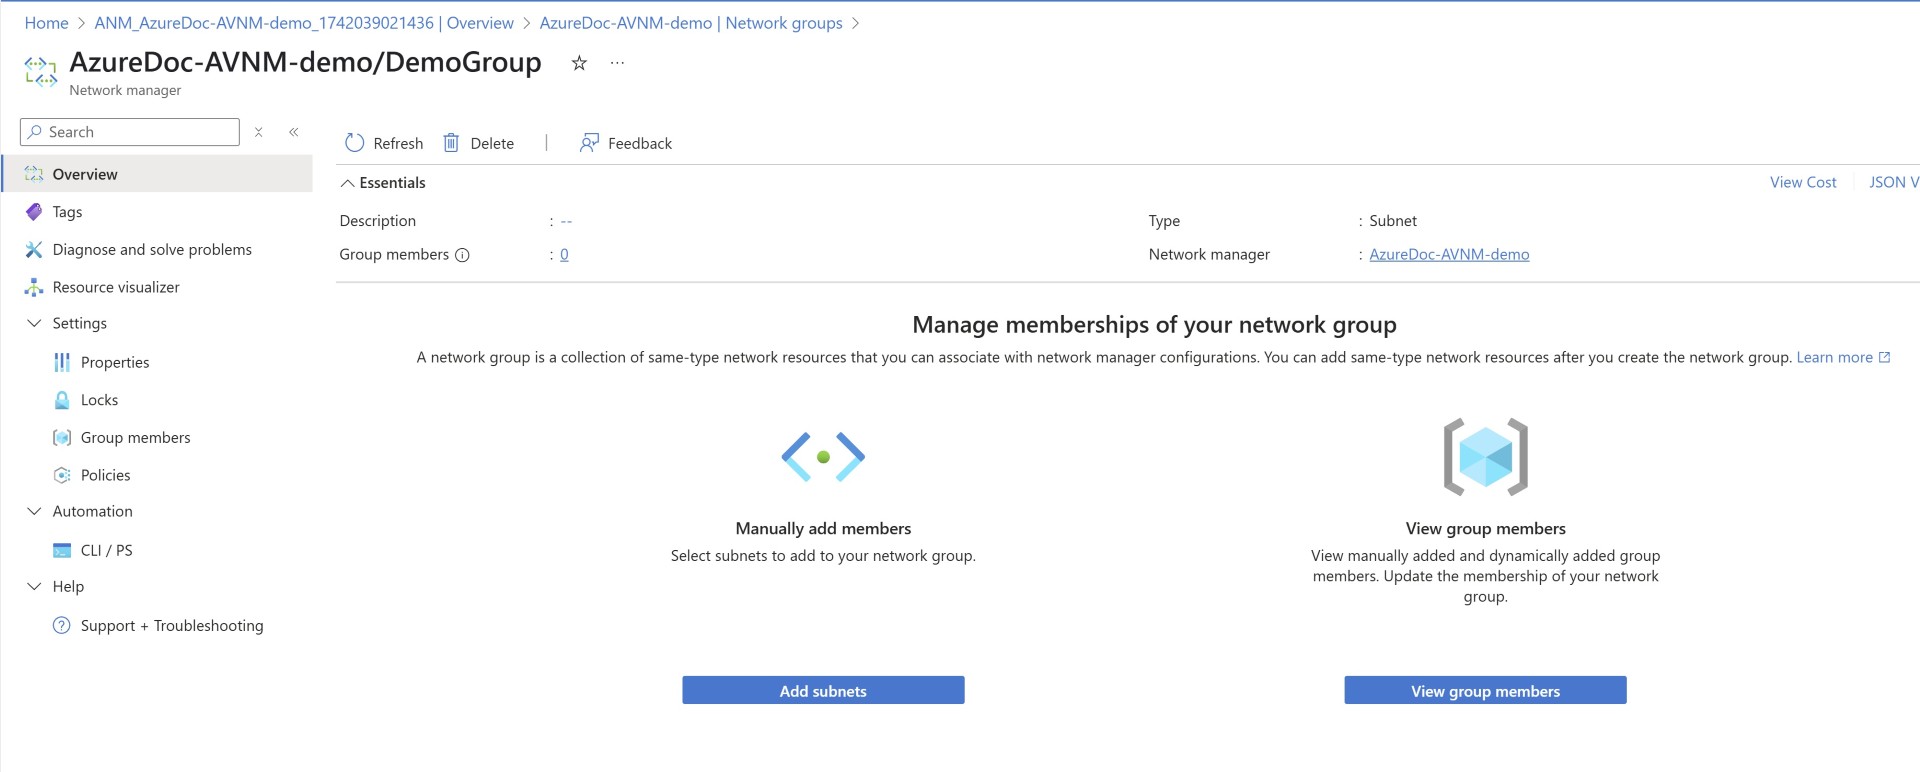 Home > ANM_AzureDoc-AVNM-demo_1742039021436 | Overview > AzureDoc-AVNM-demo | Network groups >
AzureDoc-AVNM-demo/DemoGroup ☆ ···
Network manager
Search
Refresh Delete | Feedback
Overview
Tags
Diagnose and solve problems
Resource visualizer
Settings
Properties
Locks
Group members
Policies
Automation
CLI / PS
Help
Support + Troubleshooting
Essentials
View Cost JSON V
Description : --
Type : Subnet
Group members : 0
Network manager : AzureDoc-AVNM-demo
Manage memberships of your network group
A network group is a collection of same-type network resources that you can associate with network manager configurations. You can add same-type network resources after you create the network group. Learn more
Manually add members
Select subnets to add to your network group.
Add subnets
View group members
View manually added and dynamically added group
members. Update the membership of your network
group.
View group members